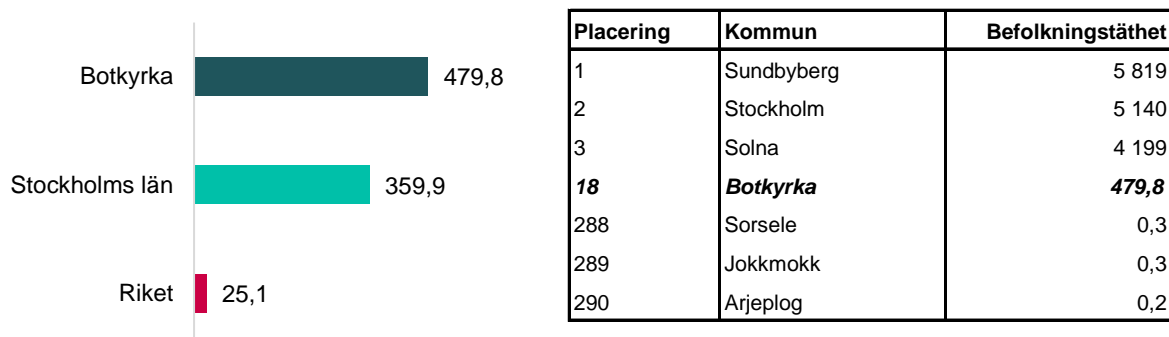 Botkyrka 479,8
Stockholms län 359,9
Riket 25,1
Placering Kommun Befolkningstäthet
1 Sundbyberg 5 819
2 Stockholm 5 140
3 Solna 4 199
18 Botkyrka 479,8
288 Sorsele 0,3
289 Jokkmokk 0,3
290 Arjeplog 0,2